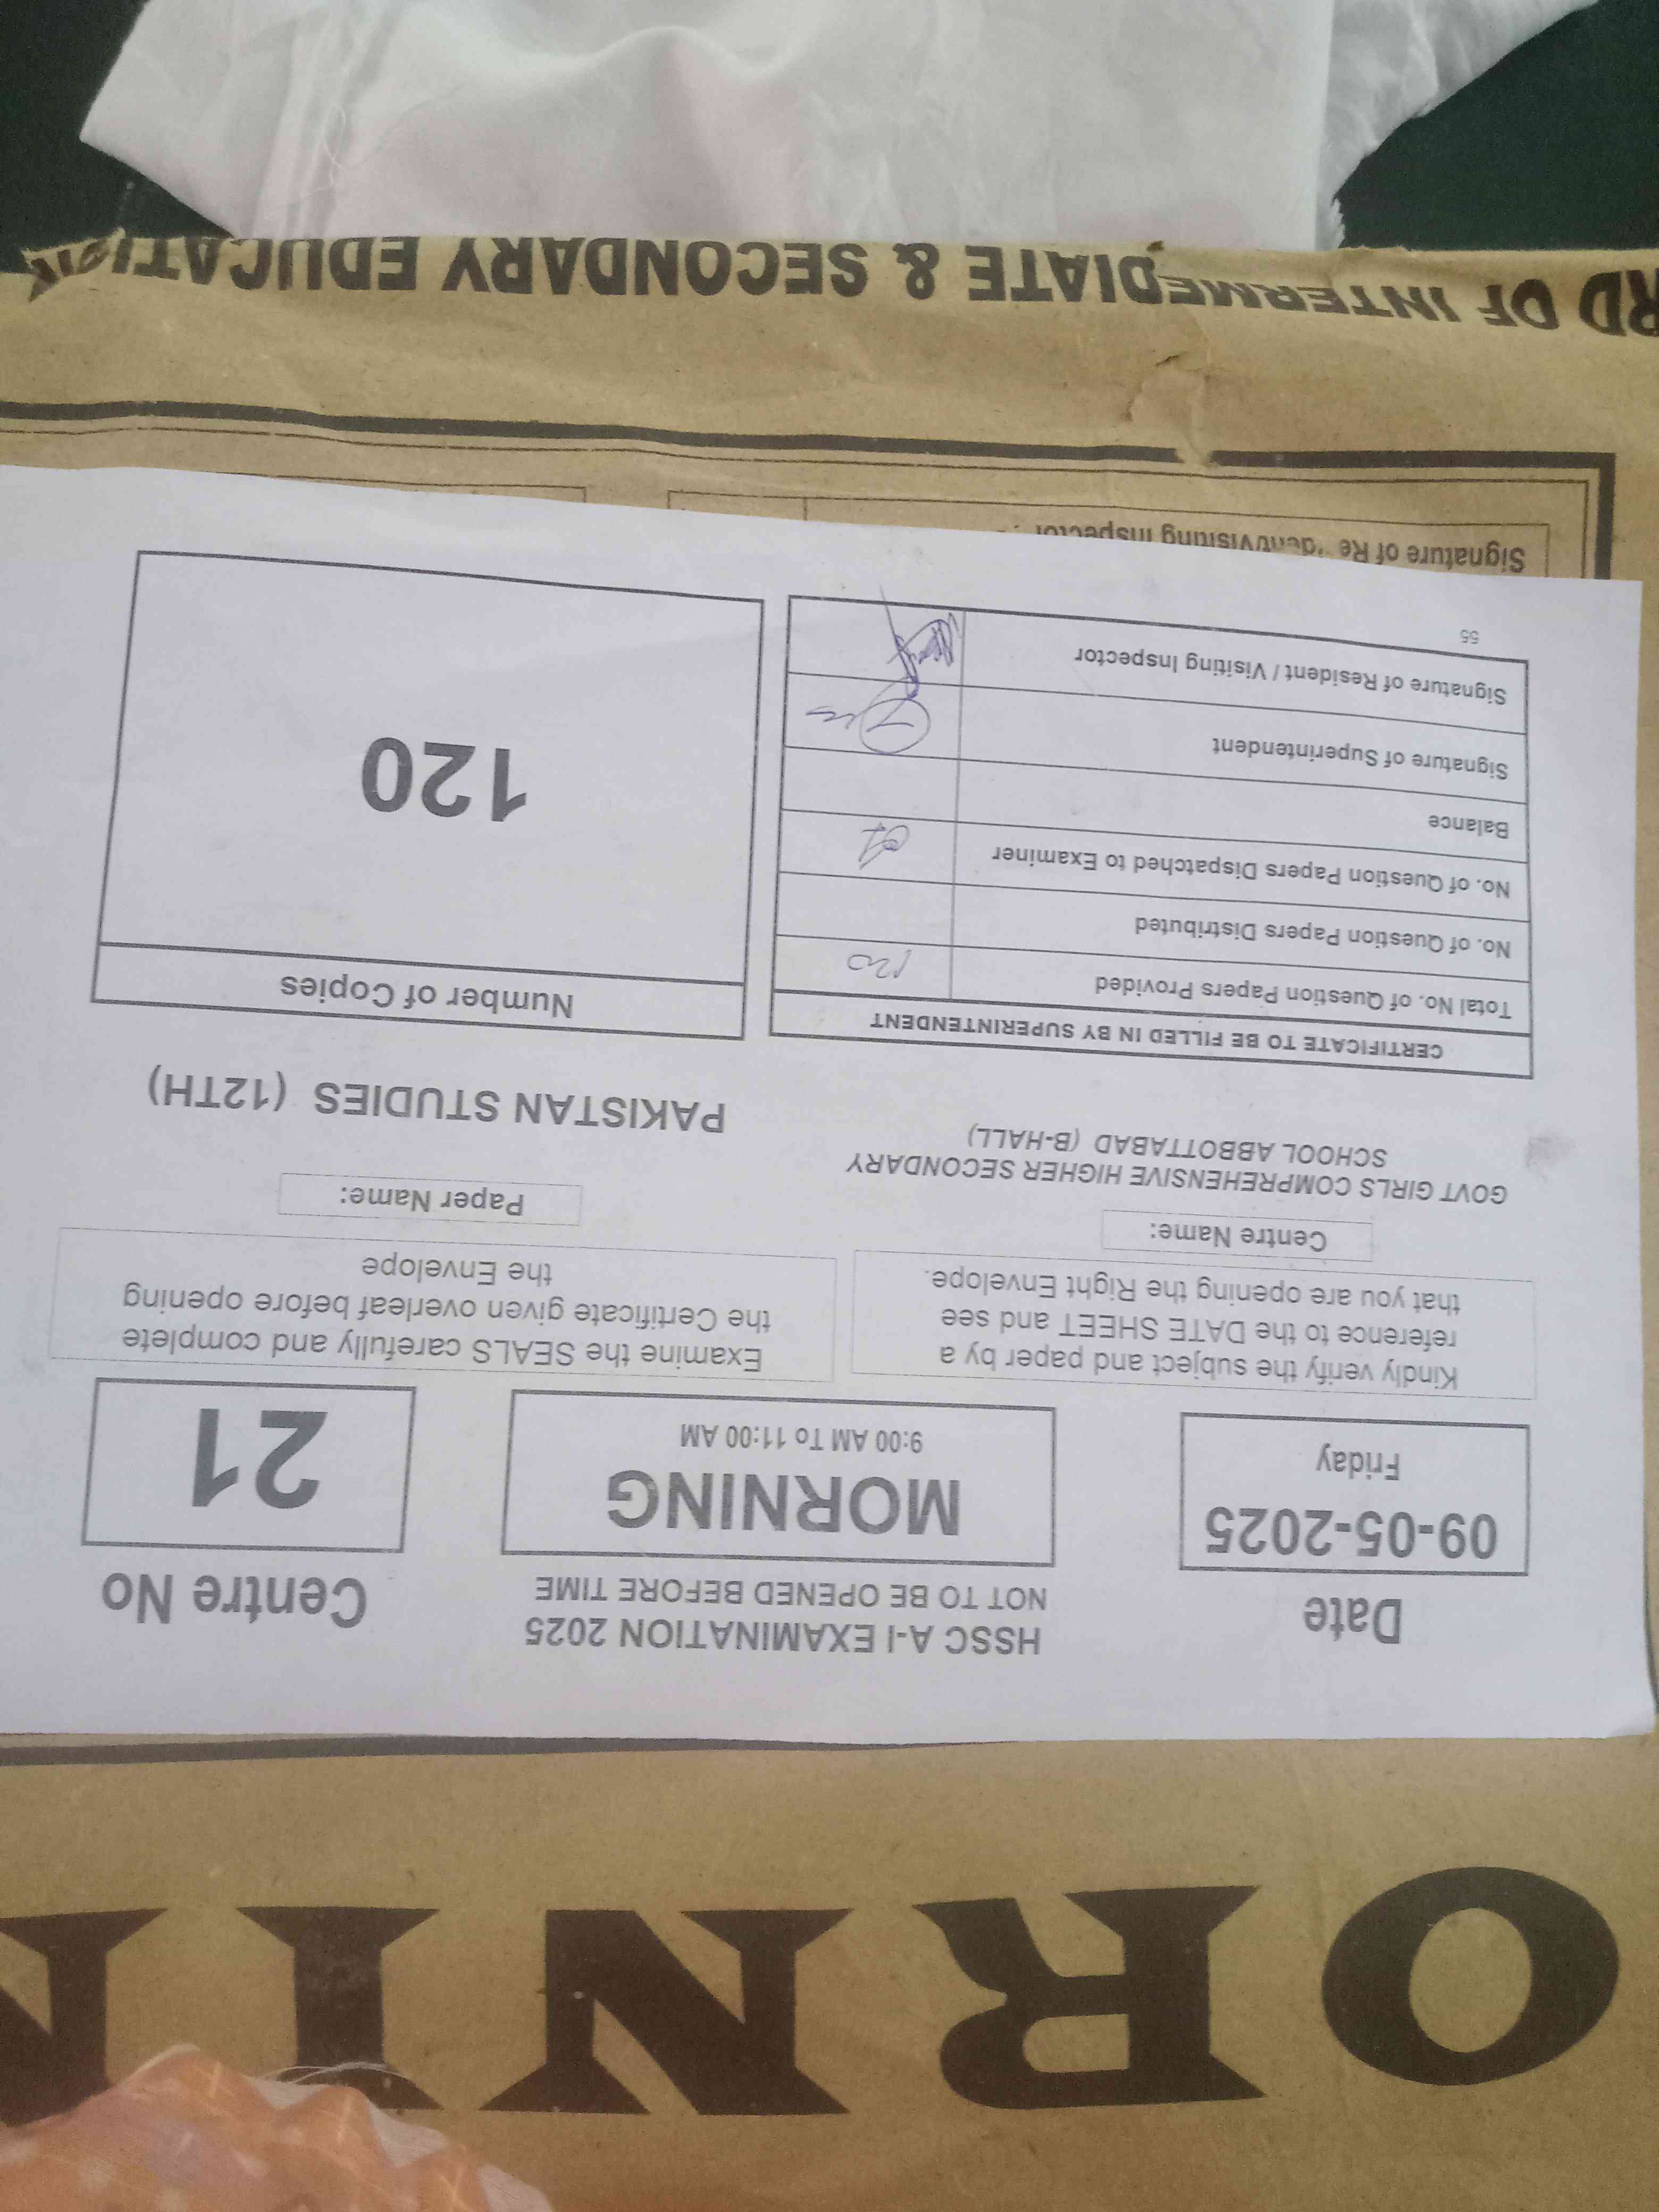 ORNIN
HSSC A-I EXAMINATION 2025
NOT TO BE OPENED BEFORE TIME
Date
09-05-2025
Friday
MORNING
9:00 AM To 11:00 AM
Centre No
21
Kindly verify the subject and paper by a
reference to the DATE SHEET and see
that you are opening the Right Envelope.
Examine the SEALS carefully and complete
the Certificate given overleaf before opening
the Envelope
Centre Name:
GOVT GIRLS COMPREHENSIVE HIGHER SECONDARY
SCHOOL ABBOTTABAD (B-HALL)
Paper Name:
PAKISTAN STUDIES (12TH)
CERTIFICATE TO BE FILLED IN BY SUPERINTENDENT
Total No. of Question Papers Provided 120
No. of Question Papers Distributed
No. of Question Papers Dispatched to Examiner 01
Balance
Signature of Superintendent
Signature of Resident / Visiting Inspector
55
Number of Copies
120
Signature of Re dent/Visiting Inspector
RD OF INTERMEDIATE & SECONDARY EDUCATION